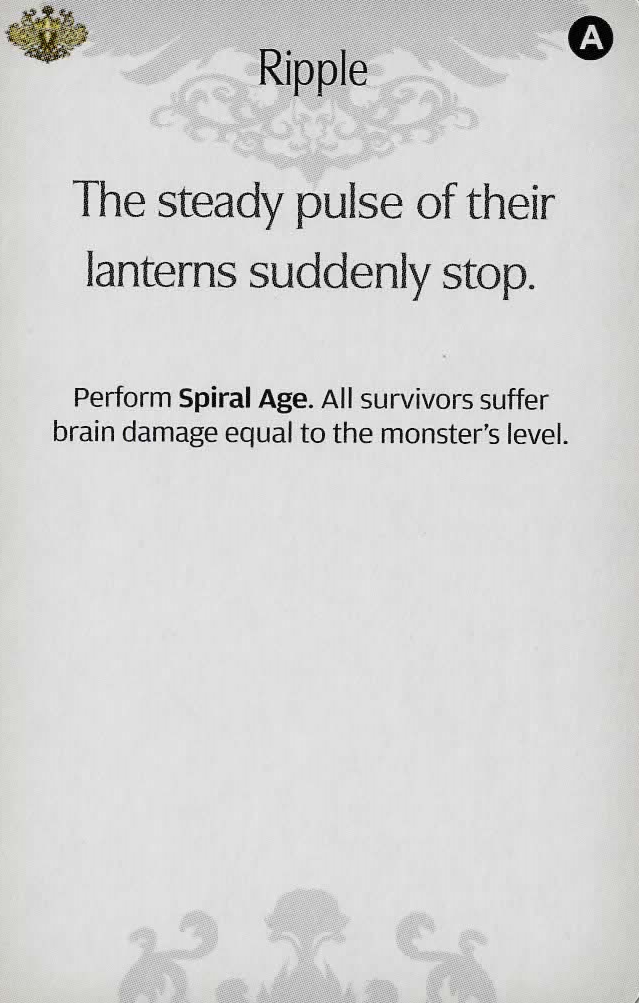 A
Ripple
The steady pulse of their
lanterns suddenly stop.
Perform Spiral Age. All survivors suffer
brain damage equal to the monster's level.